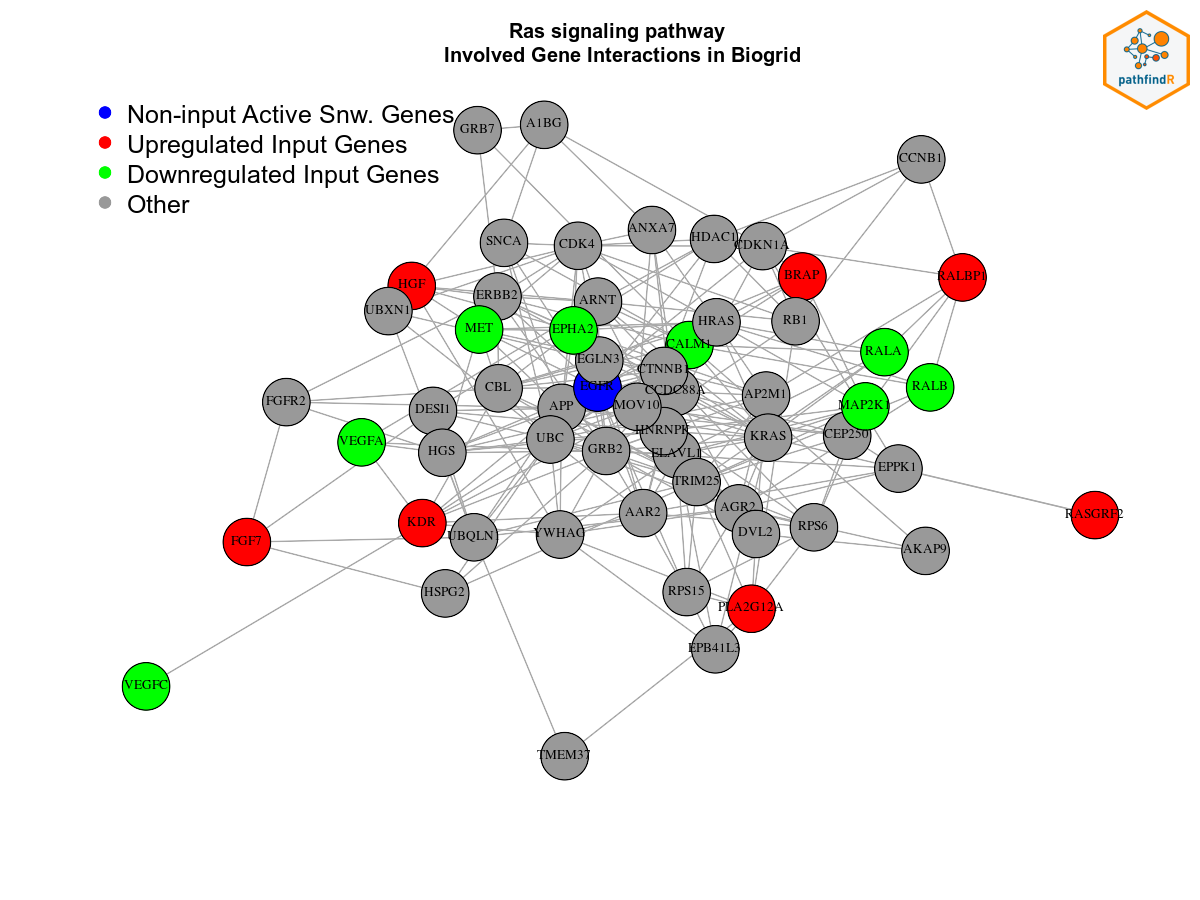 Ras signaling pathway
Involved Gene Interactions in Biogrid
pathfindR
Non-input Active Snw. Genes
Upregulated Input Genes
Downregulated Input Genes
Other
GRB7
A1BG
CCNB1
ANXA7
SNCA
CDK4
HDAC1
CDKN1A
HGF
BRAP
RALBP1
ERBB2
ARNT
UBXN1
MET
EPHA2
HRAS
RB1
CALM1
RALA
EGLN3
CTNNB1
CBL
EGFR
CCDC88A
AP2M1
RALB
FGFR2
DESI1
APP
MOV10
MAP2K1
VEGFA
HGS
UBC
GRB2
HNRNPK
KRAS
CEP250
ELAVL1
EPPK1
TRIM25
KDR
AAR2
AGR2
RASGRF2
FGF7
UBQLN
YWHAG
DVL2
RPS6
AKAP9
HSPG2
RPS15
PLA2G12A
EPB41L3
VEGFC
TMEM37